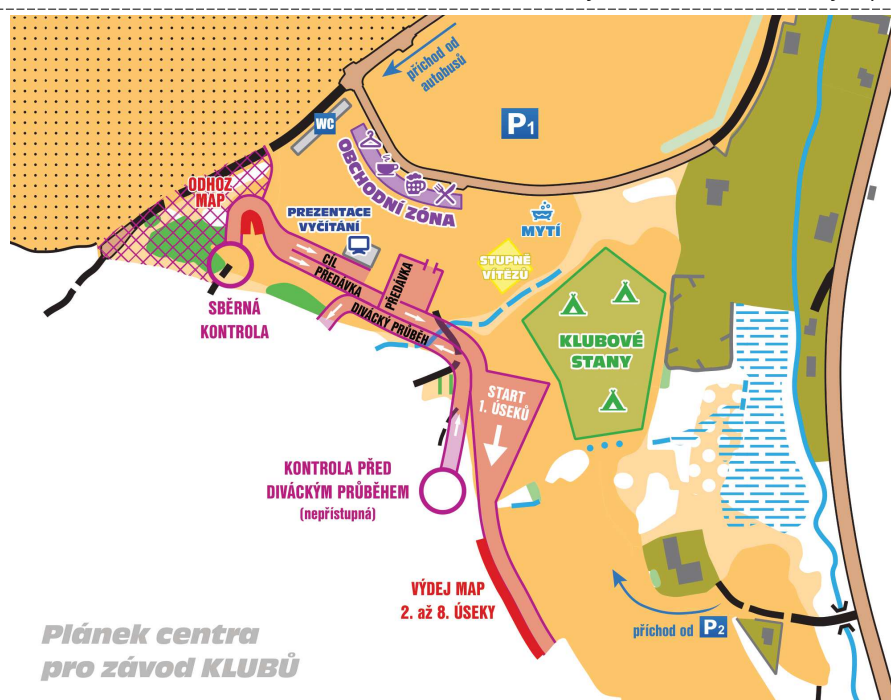 příchod od
autobusů
P1
WC
OBCHODNÍ ZÓNA
ODHOZ
MAP
PREZENTACE
VYČÍTÁNÍ
MYTÍ
STUPNĚ
VÍTĚZŮ
CÍL
PŘEDÁVKA
PŘEDÁVKA
DIVÁCKÝ PRŮBĚH
SBĚRNÁ
KONTROLA
KLUBOVÉ
STANY
START
1. ÚSEKŮ
KONTROLA PŘED
DIVÁCKÝM PRŮBĚHEM
(nepřístupná)
VÝDEJ MAP
2. až 8. ÚSEKY
příchod od P2
Plánek centra
pro závod KLUBŮ